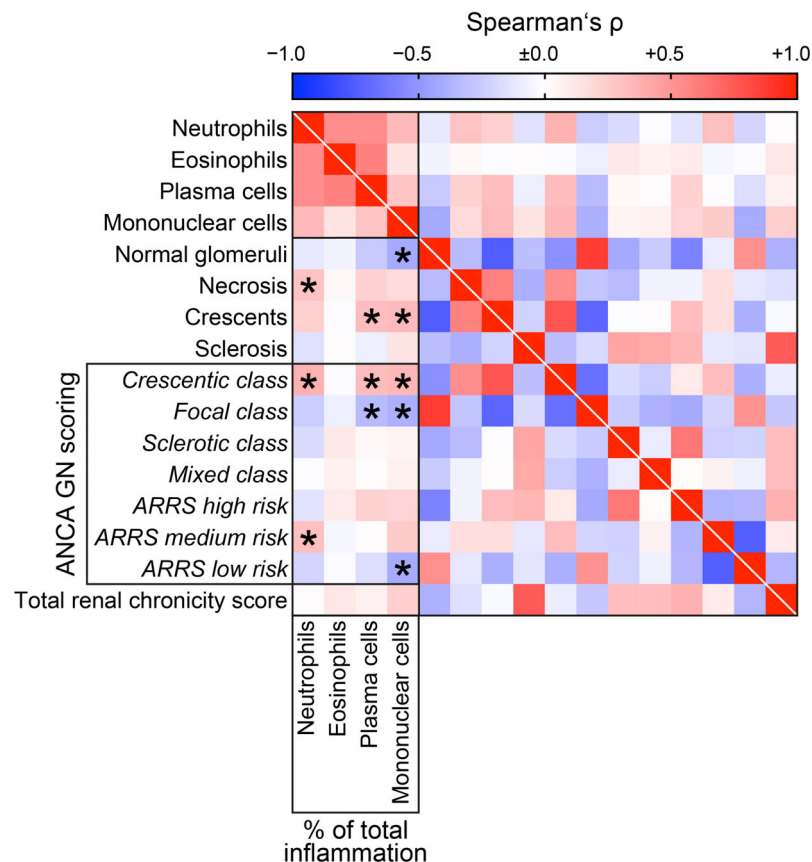 Spearman‘s ρ
−1.0 −0.5 ±0.0 +0.5 +1.0
Neutrophils
Eosinophils
Plasma cells
Mononuclear cells
Normal glomeruli
*
Necrosis
*
Crescents
* *
Sclerosis
ANCA GN scoring
Crescentic class
* * *
Focal class
* *
Sclerotic class
Mixed class
ARRS high risk
ARRS medium risk
*
ARRS low risk
*
Total renal chronicity score
Neutrophils
Eosinophils
Plasma cells
Mononuclear cells
% of total
inflammation